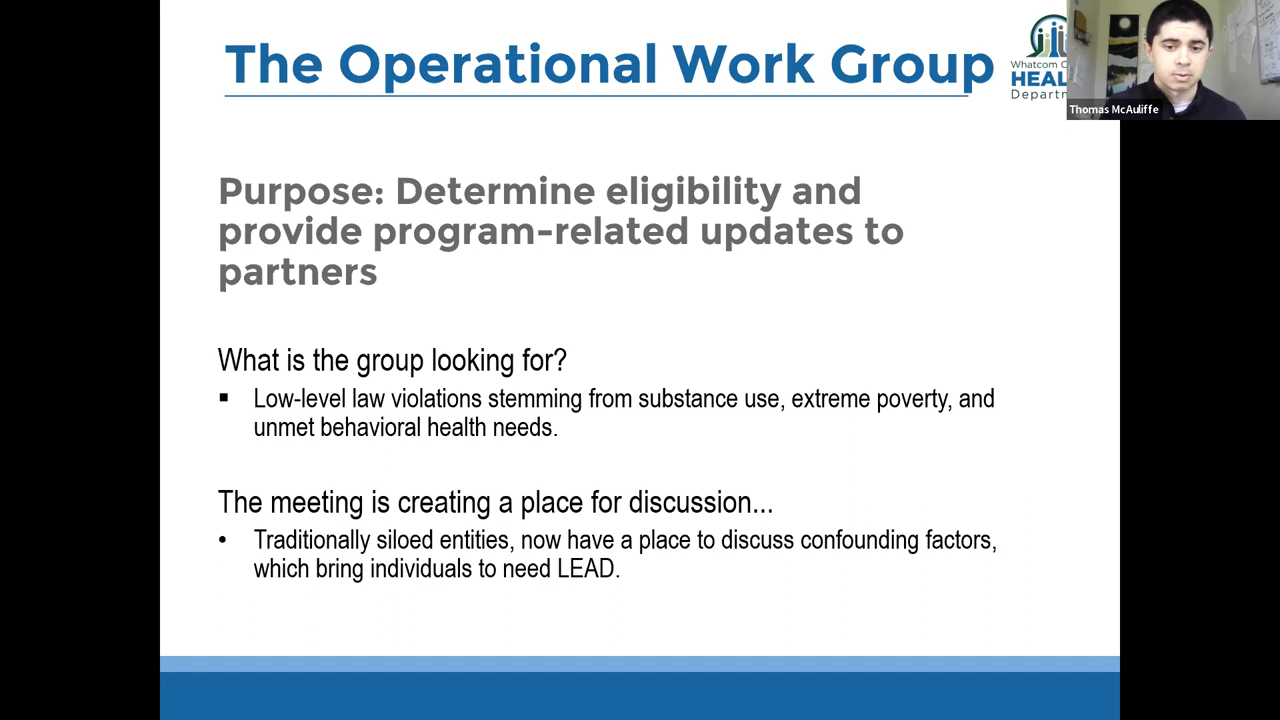 The Operational Work Group
Whatcom
HEAL
Depart
Thomas McAuliffe
Purpose: Determine eligibility and
provide program-related updates to
partners
What is the group looking for?
▪ Low-level law violations stemming from substance use, extreme poverty, and
unmet behavioral health needs.
The meeting is creating a place for discussion...
• Traditionally siloed entities, now have a place to discuss confounding factors,
which bring individuals to need LEAD.